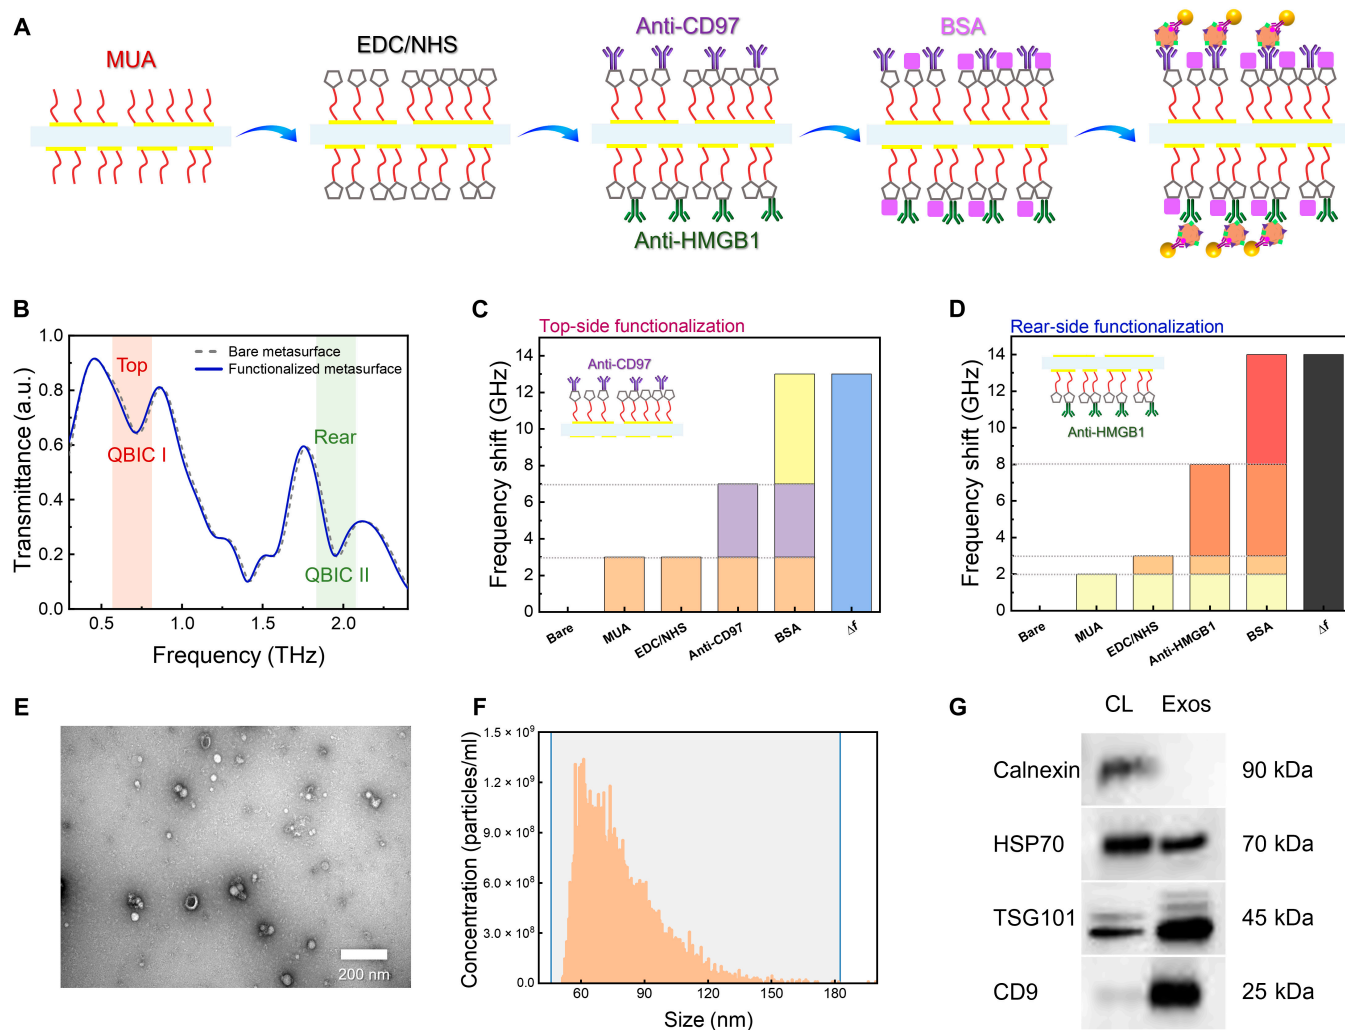 A
MUA
EDC/NHS
Anti-CD97
BSA
Anti-HMGB1
B
Transmittance (a.u.)
1.0
0.8
0.6
0.4
0.2
0.0
0.5
1.0
1.5
2.0
Frequency (THz)
Bare metasurface
Functionalized metasurface
Top
QBIC I
Rear
QBIC II
C
Top-side functionalization
Frequency shift (GHz)
14
12
10
8
6
4
2
0
Anti-CD97
Bare
MUA
EDC/NHS
Anti-CD97
BSA
Δf
D
Rear-side functionalization
Frequency shift (GHz)
14
12
10
8
6
4
2
0
Anti-HMGB1
Bare
MUA
EDC/NHS
Anti-HMGB1
BSA
Δf
E
200 nm
F
Concentration (particles/ml)
1.5 × 10⁹
1.2 × 10⁹
9.0 × 10⁸
6.0 × 10⁸
3.0 × 10⁸
0.0
60
90
120
150
180
Size (nm)
G
CL Exos
Calnexin 90 kDa
HSP70 70 kDa
TSG101 45 kDa
CD9 25 kDa